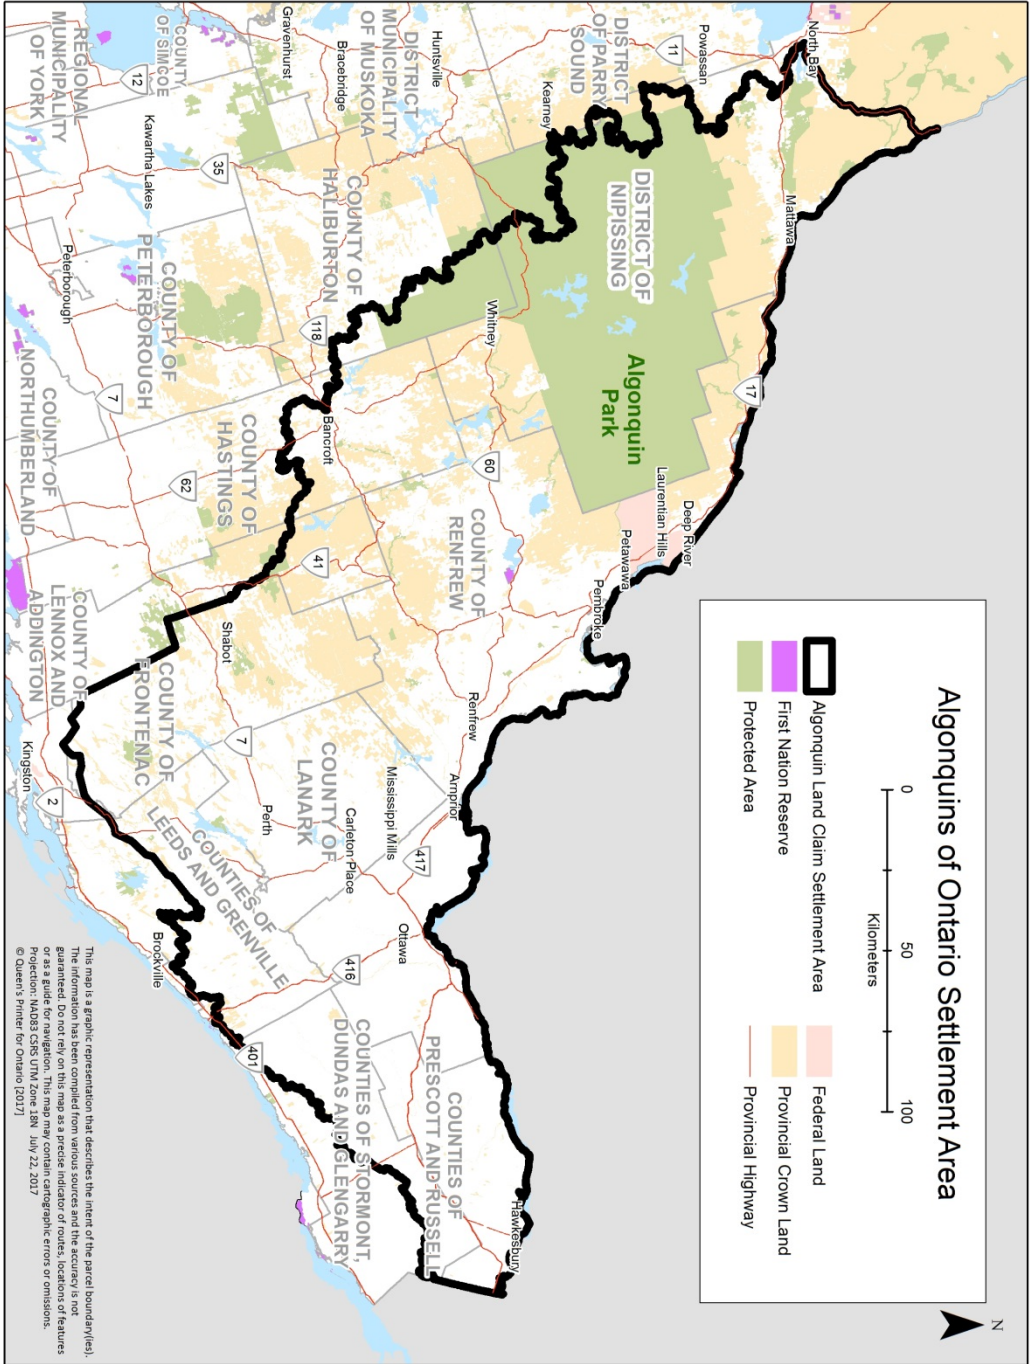 Algonquins of Ontario Settlement Area
0
50
100
Kilometers
Algonquin Land Claim Settlement Area
First Nation Reserve
Protected Area
Federal Land
Provincial Crown Land
Provincial Highway
N
North Bay
Mattawa
Powassan
11
17
DISTRICT
OF PARRY
SOUND
DISTRICT OF
NIPISSING
Algonquin
Park
Deep River
Laurentian Hills
Petawawa
Pembroke
Kearney
Huntsville
DISTRICT
MUNICIPALITY
OF MUSKOKA
Bracebridge
Gravenhurst
Whitney
60
COUNTY OF
RENFREW
Renfrew
Arnprior
COUNTY OF
HALIBURTON
118
Bancroft
41
COUNTY OF
HASTINGS
62
COUNTY
OF SIMCOE
12
REGIONAL
MUNICIPALITY
OF YORK
35
Kawartha Lakes
COUNTY OF
PETERBOROUGH
Peterborough
7
COUNTY OF
NORTHUMBERLAND
COUNTY OF
LENNOX AND
ADDINGTON
Shabot
COUNTY OF
FRONTENAC
7
Kingston
2
COUNTY OF
LANARK
Perth
Mississippi Mills
Carleton Place
417
Ottawa
416
COUNTIES OF
LEEDS AND GRENVILLE
Brockville
401
COUNTIES OF
PRESCOTT AND RUSSELL
Hawkesbury
COUNTIES OF STORMONT,
DUNDAS AND GLENGARRY
This map is a graphic representation that describes the intent of the parcel boundary(ies).
The information has been compiled from various sources and the accuracy is not
guaranteed. Do not rely on this map as a precise indicator of routes, locations of features
or as a guide for navigation. This map may contain cartographic errors or omissions.
Projection: NAD83 CSRS UTM Zone 18N July 22, 2017
© Queen's Printer for Ontario [2017]